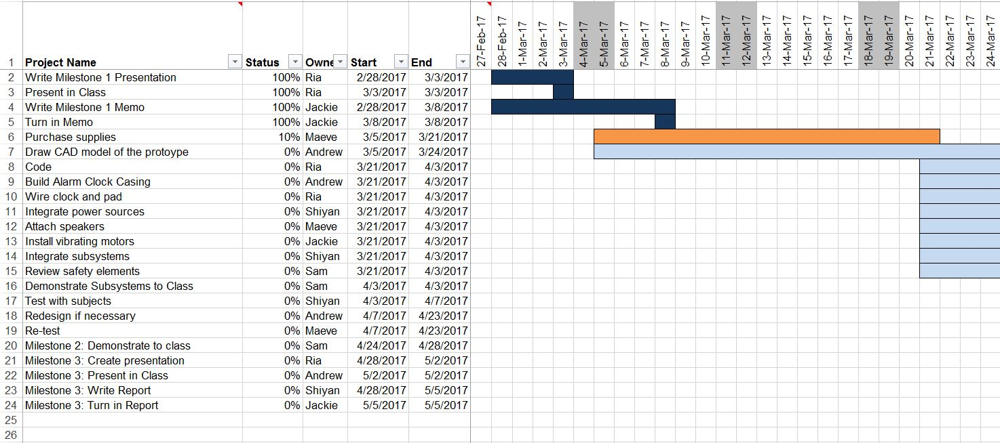 27-Feb-17 28-Feb-17 1-Mar-17 2-Mar-17 3-Mar-17 4-Mar-17 5-Mar-17 6-Mar-17 7-Mar-17 8-Mar-17 9-Mar-17 10-Mar-17 11-Mar-17 12-Mar-17 13-Mar-17 14-Mar-17 15-Mar-17 16-Mar-17 17-Mar-17 18-Mar-17 19-Mar-17 20-Mar-17 21-Mar-17 22-Mar-17 23-Mar-17 24-Mar-17
1 Project Name Status Owne Start End
2 Write Milestone 1 Presentation 100% Ria 2/28/2017 3/3/2017
3 Present in Class 100% Ria 3/3/2017 3/3/2017
4 Write Milestone 1 Memo 100% Jackie 2/28/2017 3/8/2017
5 Turn in Memo 100% Jackie 3/8/2017 3/8/2017
6 Purchase supplies 10% Maeve 3/5/2017 3/21/2017
7 Draw CAD model of the protoype 0% Andrew 3/5/2017 3/24/2017
8 Code 0% Ria 3/21/2017 4/3/2017
9 Build Alarm Clock Casing 0% Andrew 3/21/2017 4/3/2017
10 Wire clock and pad 0% Ria 3/21/2017 4/3/2017
11 Integrate power sources 0% Shiyan 3/21/2017 4/3/2017
12 Attach speakers 0% Maeve 3/21/2017 4/3/2017
13 Install vibrating motors 0% Jackie 3/21/2017 4/3/2017
14 Integrate subsystems 0% Shiyan 3/21/2017 4/3/2017
15 Review safety elements 0% Sam 3/21/2017 4/3/2017
16 Demonstrate Subsystems to Class 0% Sam 4/3/2017 4/3/2017
17 Test with subjects 0% Shiyan 4/3/2017 4/7/2017
18 Redesign if necessary 0% Andrew 4/7/2017 4/23/2017
19 Re-test 0% Maeve 4/7/2017 4/23/2017
20 Milestone 2: Demonstrate to class 0% Sam 4/24/2017 4/28/2017
21 Milestone 3: Create presentation 0% Ria 4/28/2017 5/2/2017
22 Milestone 3: Present in Class 0% Andrew 5/2/2017 5/2/2017
23 Milestone 3: Write Report 0% Shiyan 4/28/2017 5/5/2017
24 Milestone 3: Turn in Report 0% Jackie 5/5/2017 5/5/2017
25
26